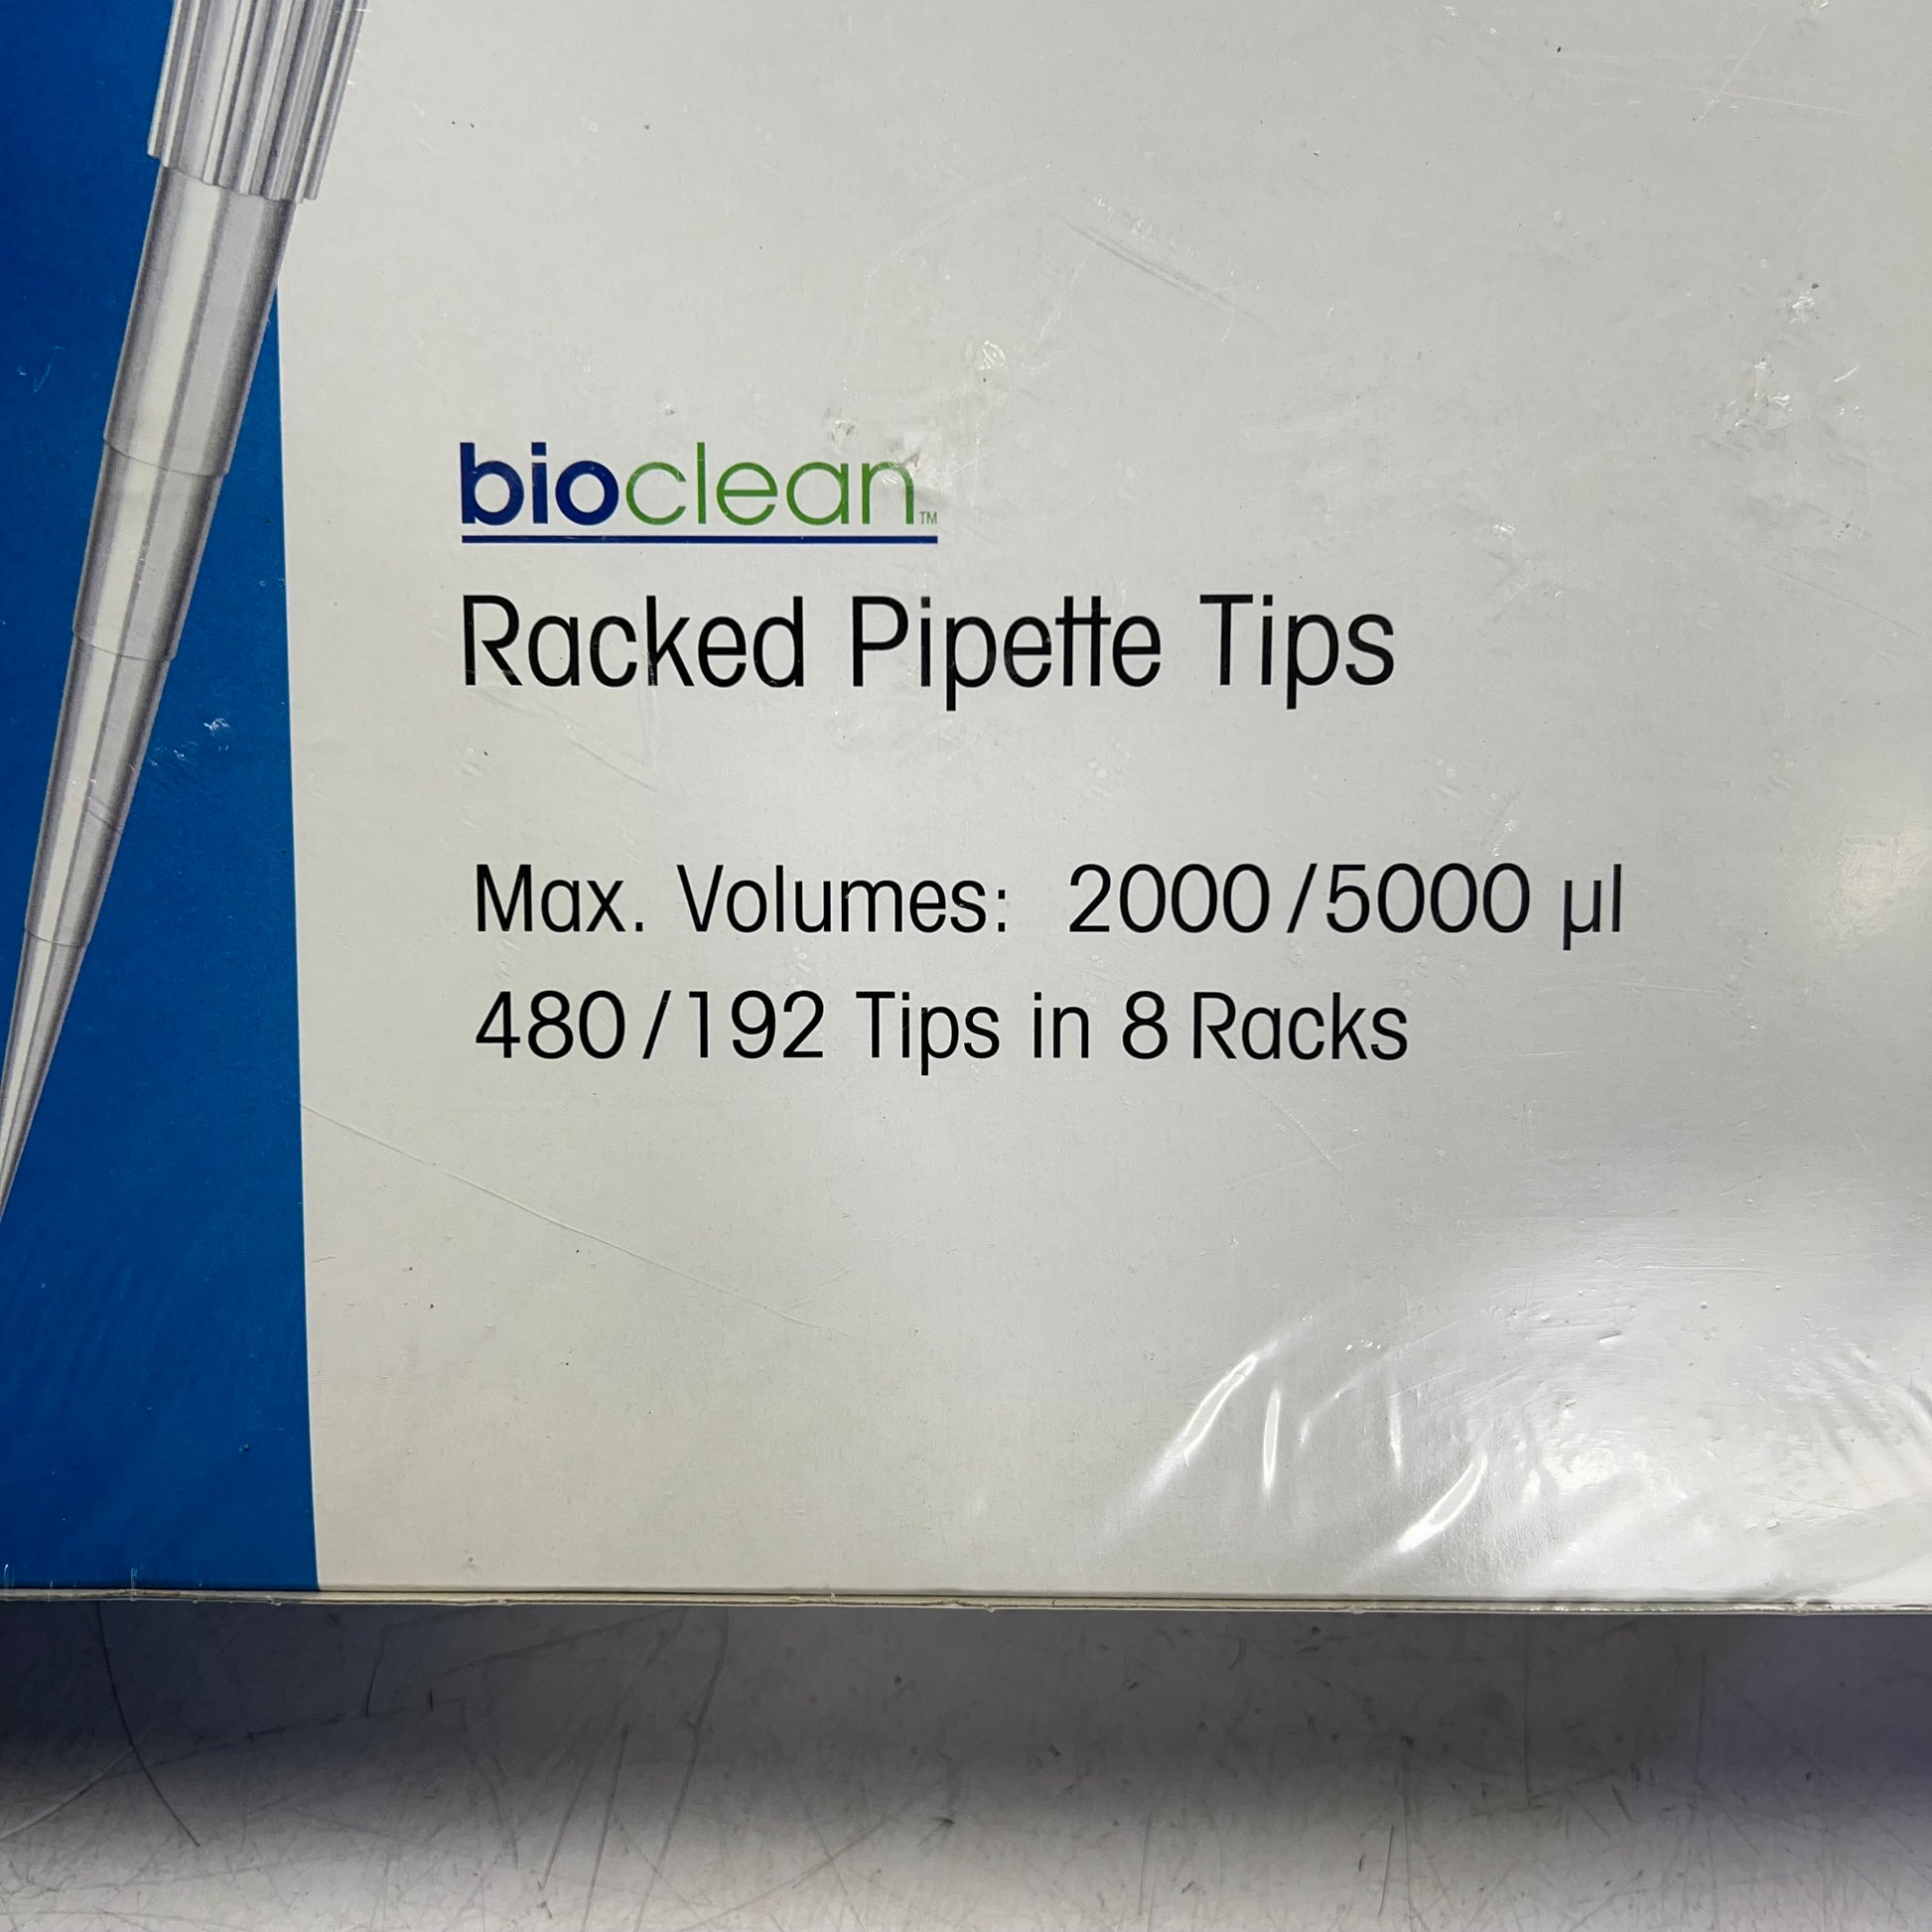 bioclean™
Racked Pipette Tips
Max. Volumes: 2000/5000 µl
480/192 Tips in 8 Racks